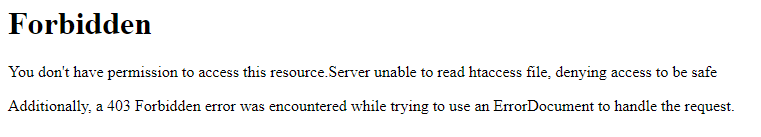 Forbidden
You don't have permission to access this resource.Server unable to read htaccess file, denying access to be safe
Additionally, a 403 Forbidden error was encountered while trying to use an ErrorDocument to handle the request.